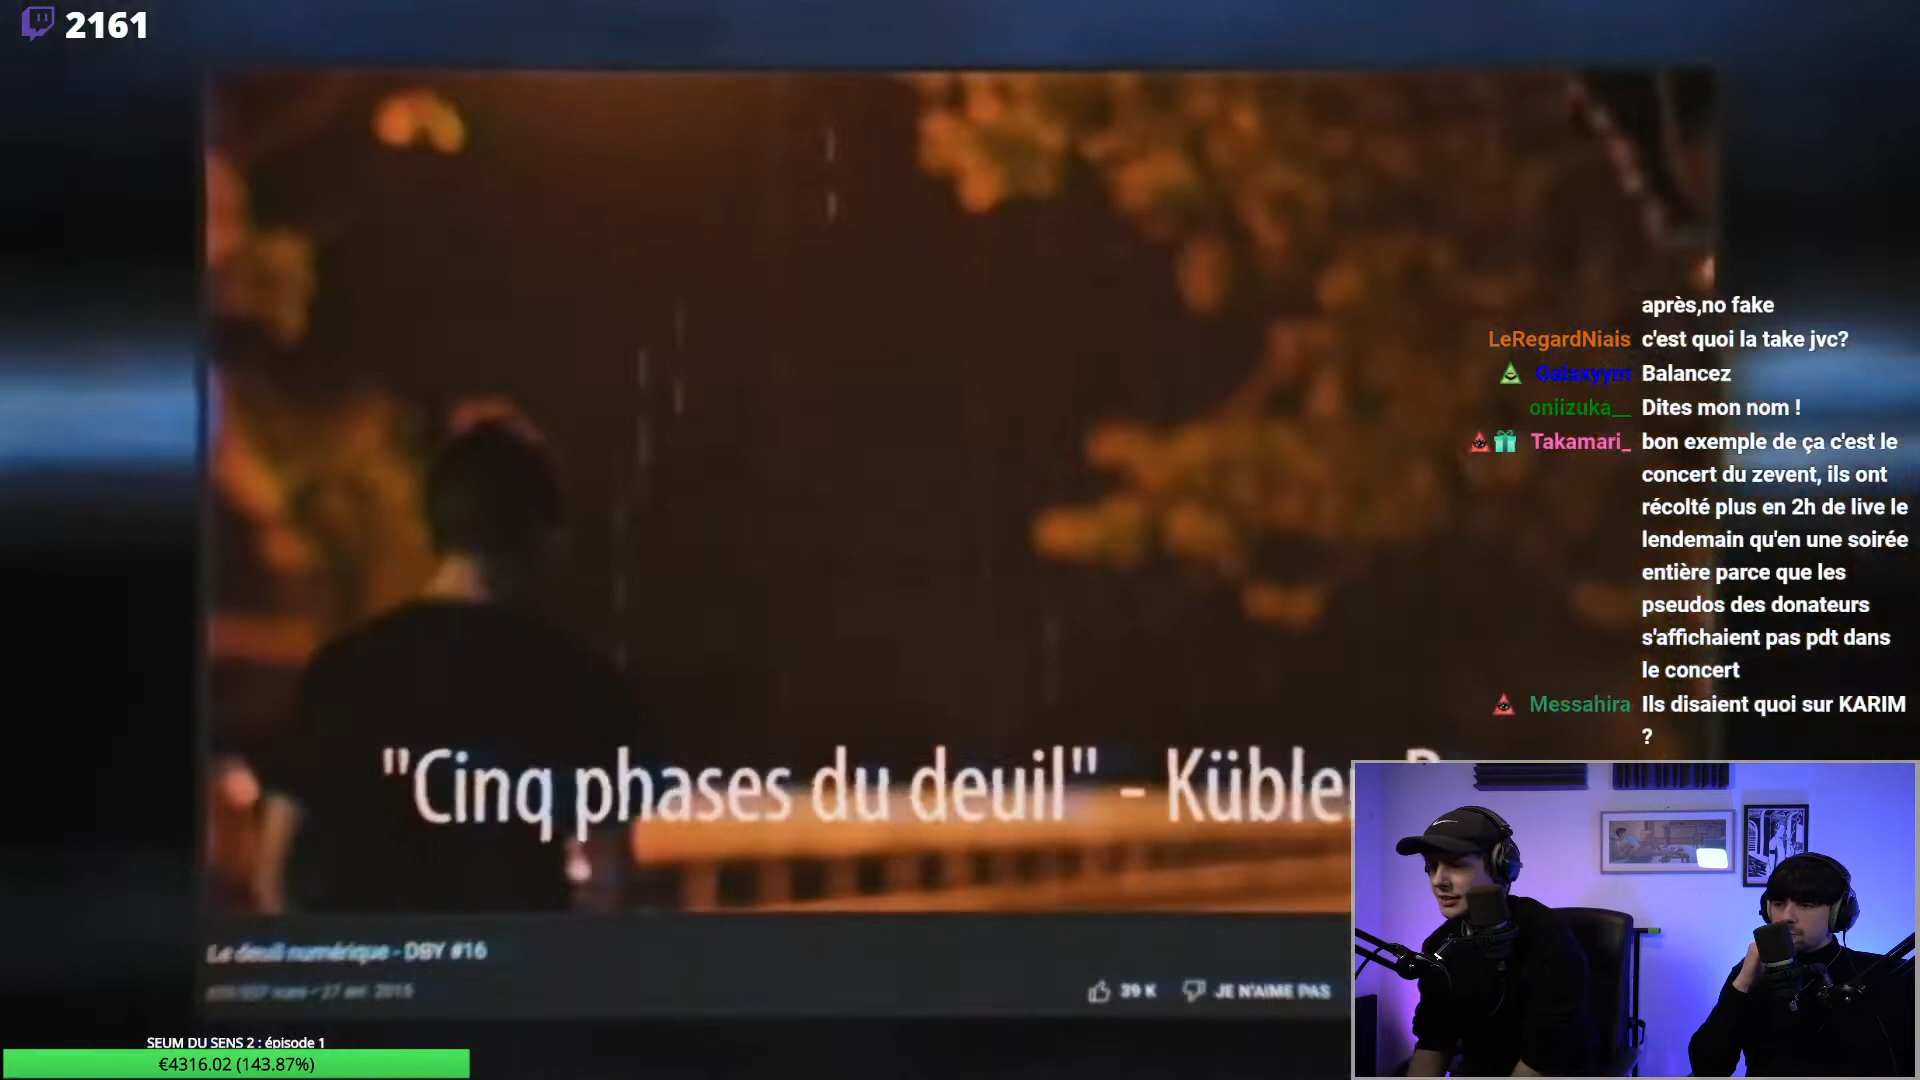 2161
après,no fake
LeRegardNiais c'est quoi la take jvc?
Galaxyym Balancez
oniizuka__ Dites mon nom !
Takamari_ bon exemple de ça c'est le
concert du zevent, ils ont
récolté plus en 2h de live le
lendemain qu'en une soirée
entière parce que les
pseudos des donateurs
s'affichaient pas pdt dans
le concert
Messahira Ils disaient quoi sur KARIM
?
"Cinq phases du deuil" - Kübler
Le deuil numérique - DBY #16
39 K JE N'AIME PAS
SEUM DU SENS 2 : épisode 1
€4316.02 (143.87%)